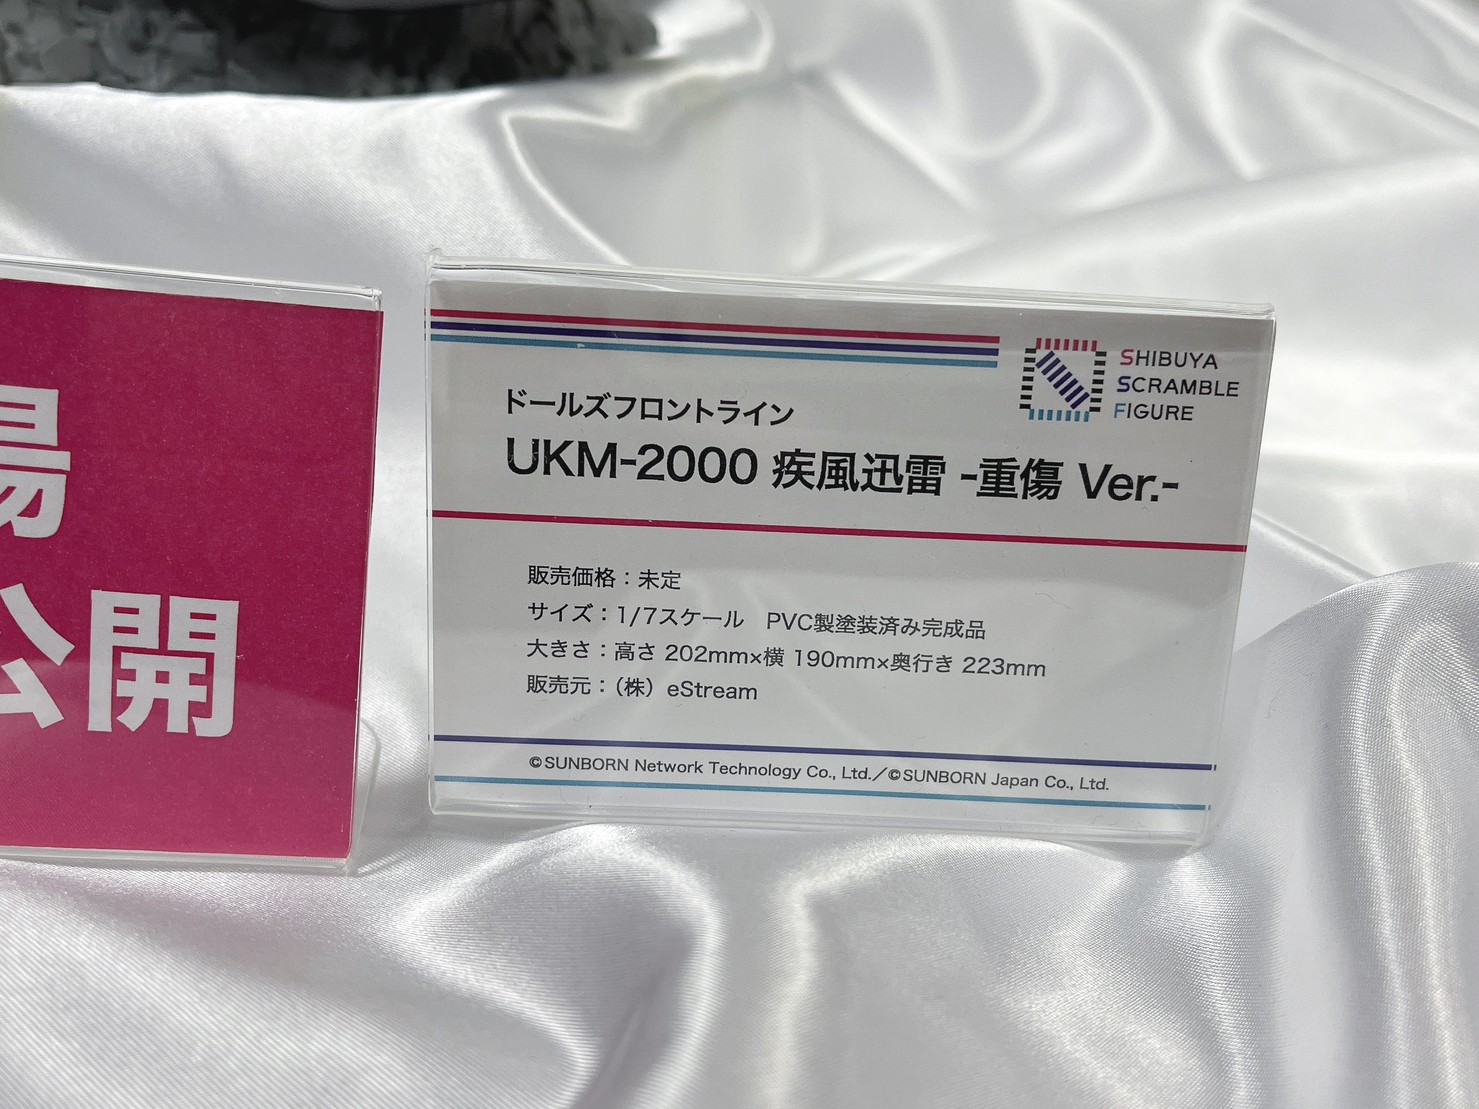 場
公開
SHIBUYA
SCRAMBLE
FIGURE
ドールズフロントライン
UKM-2000 疾風迅雷 -重傷 Ver.-
販売価格：未定
サイズ：1/7スケール　PVC製塗装済み完成品
大きさ：高さ 202mm×横 190mm×奥行き 223mm
販売元：（株）eStream
©SUNBORN Network Technology Co., Ltd.／©SUNBORN Japan Co., Ltd.